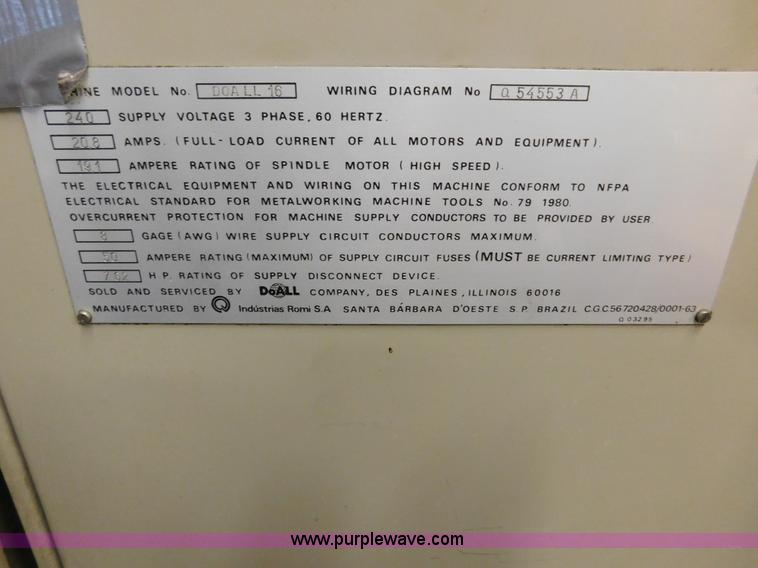 HINE MODEL No. DOALL 16 WIRING DIAGRAM No Q 54553 A
240 SUPPLY VOLTAGE 3 PHASE, 60 HERTZ.
20.8 AMPS. (FULL-LOAD CURRENT OF ALL MOTORS AND EQUIPMENT).
19.1 AMPERE RATING OF SPINDLE MOTOR (HIGH SPEED).
THE ELECTRICAL EQUIPMENT AND WIRING ON THIS MACHINE CONFORM TO NFPA
ELECTRICAL STANDARD FOR METALWORKING MACHINE TOOLS No. 79 1980.
OVERCURRENT PROTECTION FOR MACHINE SUPPLY CONDUCTORS TO BE PROVIDED BY USER.
8 GAGE (AWG) WIRE SUPPLY CIRCUIT CONDUCTORS MAXIMUM.
50 AMPERE RATING (MAXIMUM) OF SUPPLY CIRCUIT FUSES (MUST BE CURRENT LIMITING TYPE)
7.62 H P. RATING OF SUPPLY DISCONNECT DEVICE.
SOLD AND SERVICED BY DoALL COMPANY, DES PLAINES, ILLINOIS 60016
MANUFACTURED BY Indústrias Romi S.A SANTA BÁRBARA D'OESTE S.P. BRAZIL C.G.C 56720428/0001-63
Q 03295
www.purplewave.com